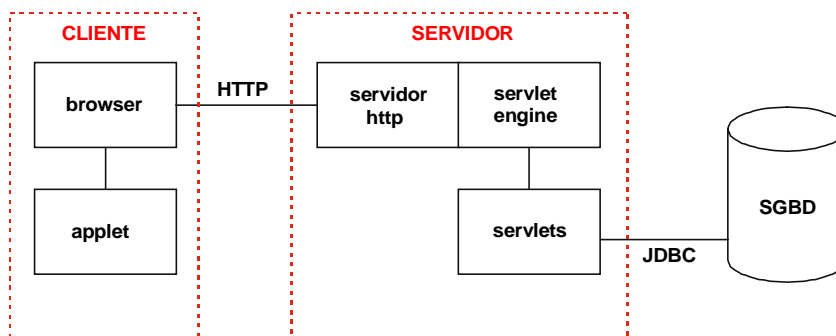 CLIENTE
SERVIDOR
browser
HTTP
servidor
http
servlet
engine
applet
servlets
JDBC
SGBD